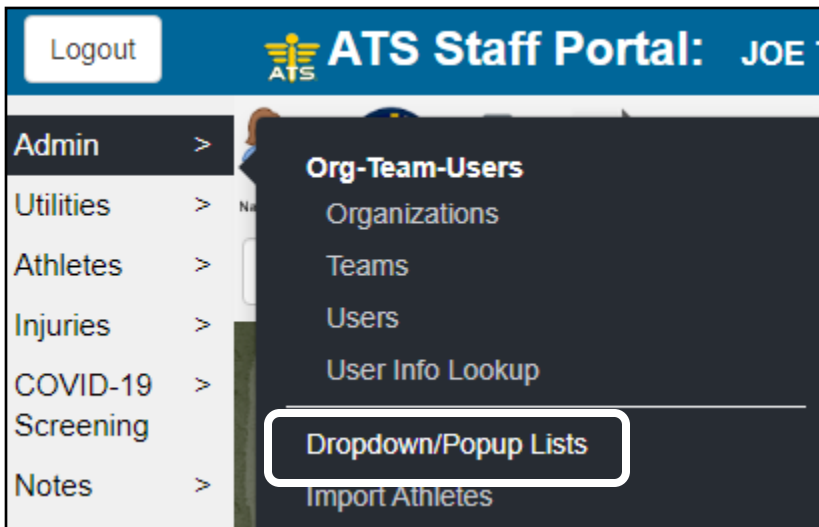 Logout
ATS
ATS Staff Portal: JOE
Admin >
Utilities >
Athletes >
Injuries >
COVID-19 >
Screening
Notes >
Na
Org-Team-Users
Organizations
Teams
Users
User Info Lookup
Dropdown/Popup Lists
Import Athletes